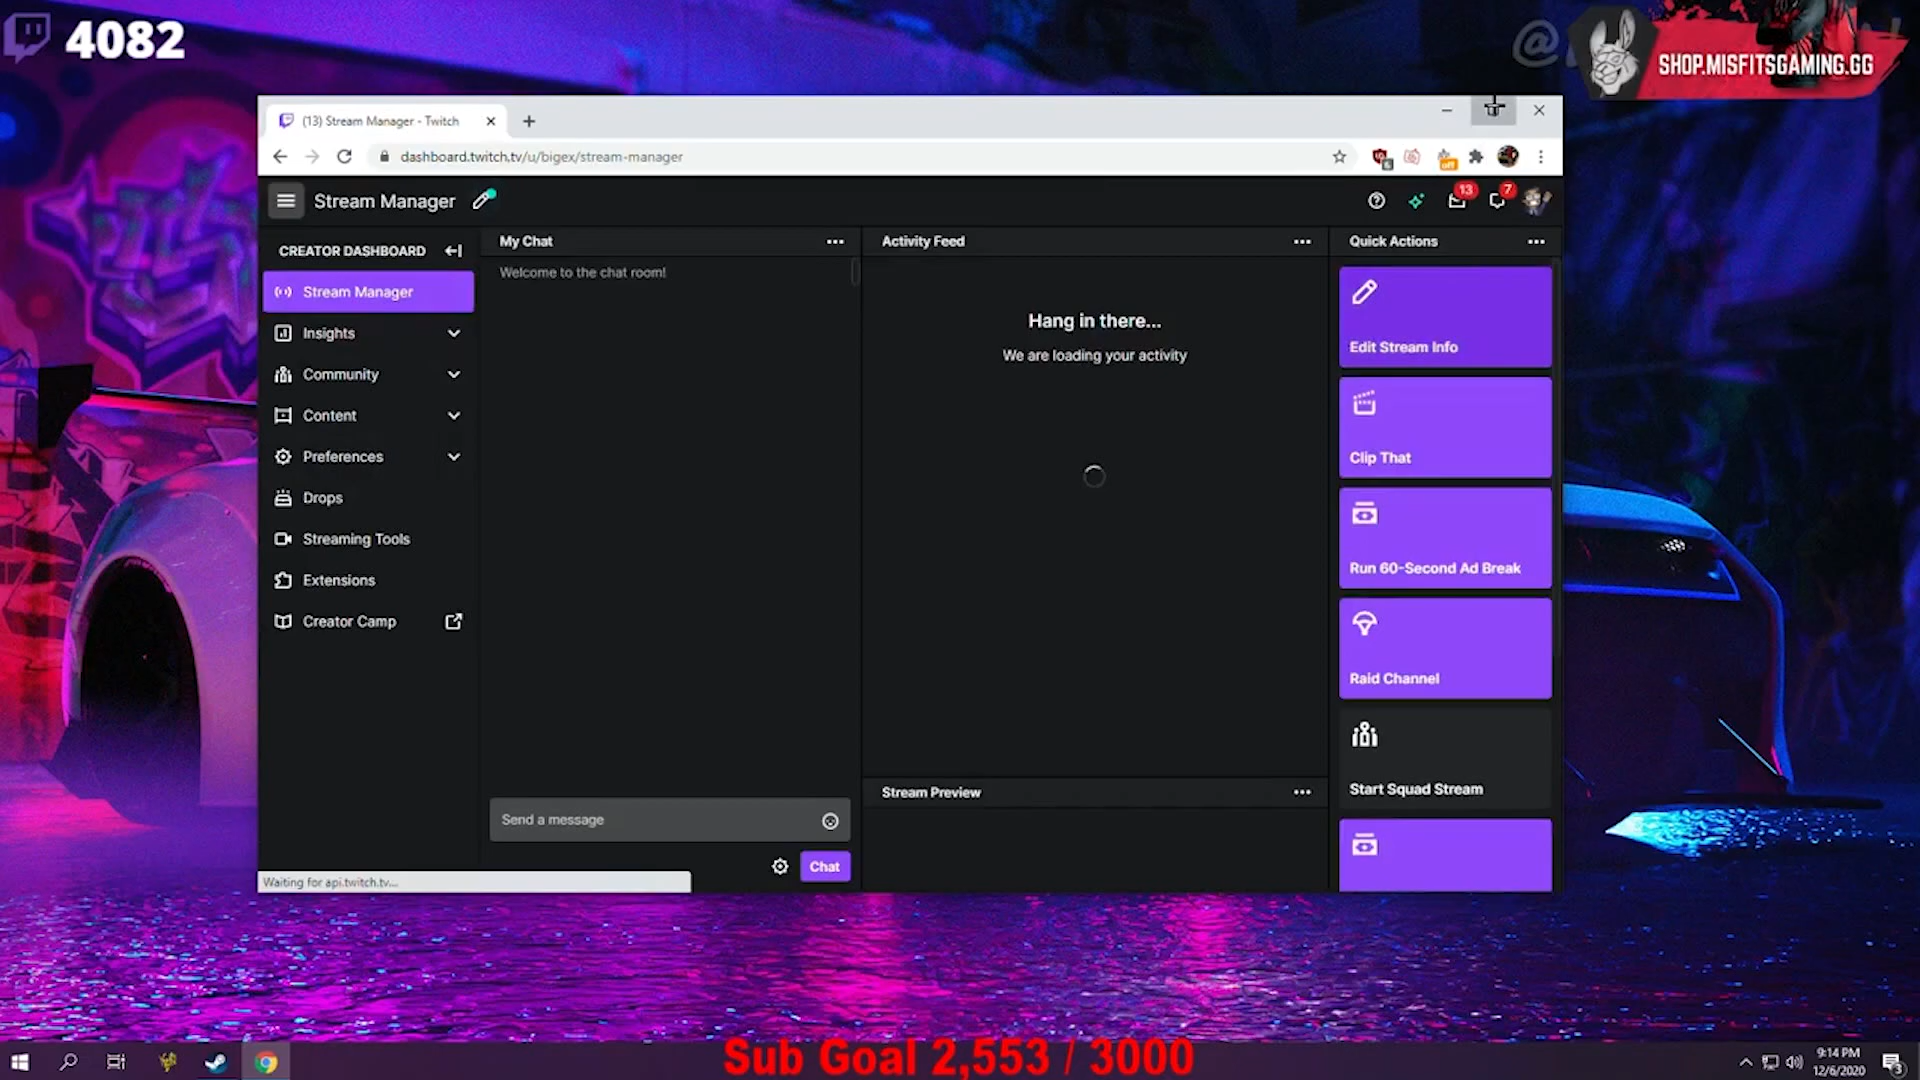 4082
SHOP.MISFITSGAMING.GG
(13) Stream Manager - Twitch
dashboard.twitch.tv/u/bigex/stream-manager
off
Stream Manager
13
7
CREATOR DASHBOARD
Stream Manager
Insights
Community
Content
Preferences
Drops
Streaming Tools
Extensions
Creator Camp
My Chat
Welcome to the chat room!
Send a message
Chat
Activity Feed
Hang in there...
We are loading your activity
Stream Preview
Quick Actions
Edit Stream Info
Clip That
Run 60-Second Ad Break
Raid Channel
Start Squad Stream
Waiting for api.twitch.tv...
Sub Goal 2,553 / 3000
9:14 PM
12/6/2020
3